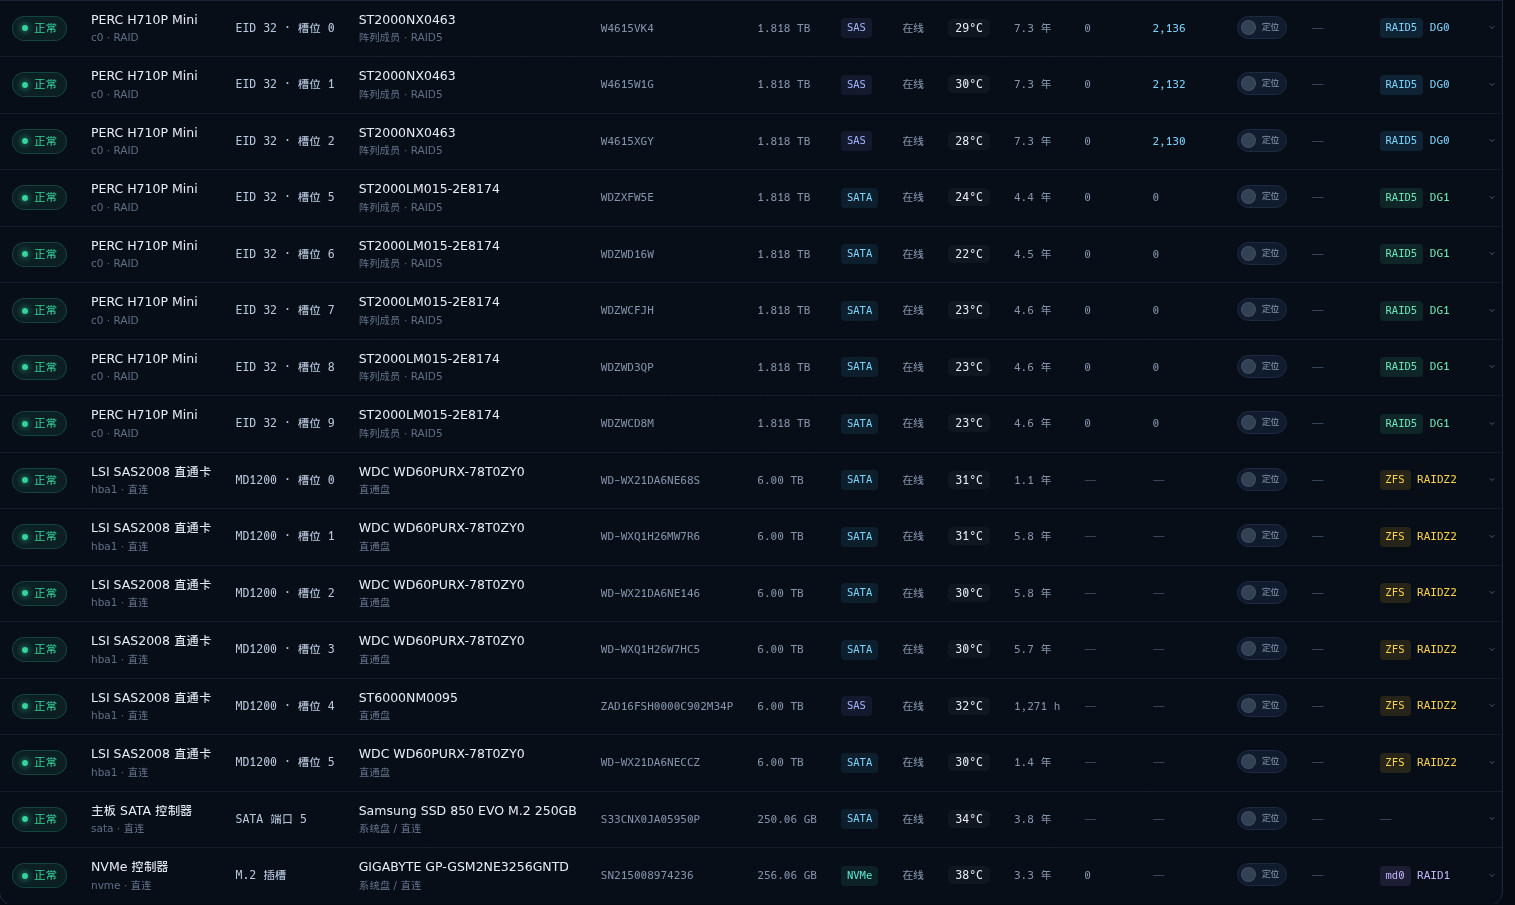 正常 PERC H710P Mini EID 32 · 槽位 0 ST2000NX0463 W4615VK4 1.818 TB SAS 在线 29°C 7.3 年 0 2,136 定位 — RAID5 DG0
c0 · RAID 阵列成员 · RAID5
正常 PERC H710P Mini EID 32 · 槽位 1 ST2000NX0463 W4615W1G 1.818 TB SAS 在线 30°C 7.3 年 0 2,132 定位 — RAID5 DG0
c0 · RAID 阵列成员 · RAID5
正常 PERC H710P Mini EID 32 · 槽位 2 ST2000NX0463 W4615XGY 1.818 TB SAS 在线 28°C 7.3 年 0 2,130 定位 — RAID5 DG0
c0 · RAID 阵列成员 · RAID5
正常 PERC H710P Mini EID 32 · 槽位 5 ST2000LM015-2E8174 WDZXFW5E 1.818 TB SATA 在线 24°C 4.4 年 0 0 定位 — RAID5 DG1
c0 · RAID 阵列成员 · RAID5
正常 PERC H710P Mini EID 32 · 槽位 6 ST2000LM015-2E8174 WDZWD16W 1.818 TB SATA 在线 22°C 4.5 年 0 0 定位 — RAID5 DG1
c0 · RAID 阵列成员 · RAID5
正常 PERC H710P Mini EID 32 · 槽位 7 ST2000LM015-2E8174 WDZWCFJH 1.818 TB SATA 在线 23°C 4.6 年 0 0 定位 — RAID5 DG1
c0 · RAID 阵列成员 · RAID5
正常 PERC H710P Mini EID 32 · 槽位 8 ST2000LM015-2E8174 WDZWD3QP 1.818 TB SATA 在线 23°C 4.6 年 0 0 定位 — RAID5 DG1
c0 · RAID 阵列成员 · RAID5
正常 PERC H710P Mini EID 32 · 槽位 9 ST2000LM015-2E8174 WDZWCD8M 1.818 TB SATA 在线 23°C 4.6 年 0 0 定位 — RAID5 DG1
c0 · RAID 阵列成员 · RAID5
正常 LSI SAS2008 直通卡 MD1200 · 槽位 0 WDC WD60PURX-78T0ZY0 WD-WX21DA6NE68S 6.00 TB SATA 在线 31°C 1.1 年 — — 定位 — ZFS RAIDZ2
hba1 · 直连 直通盘
正常 LSI SAS2008 直通卡 MD1200 · 槽位 1 WDC WD60PURX-78T0ZY0 WD-WXQ1H26MW7R6 6.00 TB SATA 在线 31°C 5.8 年 — — 定位 — ZFS RAIDZ2
hba1 · 直连 直通盘
正常 LSI SAS2008 直通卡 MD1200 · 槽位 2 WDC WD60PURX-78T0ZY0 WD-WX21DA6NE146 6.00 TB SATA 在线 30°C 5.8 年 — — 定位 — ZFS RAIDZ2
hba1 · 直连 直通盘
正常 LSI SAS2008 直通卡 MD1200 · 槽位 3 WDC WD60PURX-78T0ZY0 WD-WXQ1H26W7HC5 6.00 TB SATA 在线 30°C 5.7 年 — — 定位 — ZFS RAIDZ2
hba1 · 直连 直通盘
正常 LSI SAS2008 直通卡 MD1200 · 槽位 4 ST6000NM0095 ZAD16FSH0000C902M34P 6.00 TB SAS 在线 32°C 1,271 h — — 定位 — ZFS RAIDZ2
hba1 · 直连 直通盘
正常 LSI SAS2008 直通卡 MD1200 · 槽位 5 WDC WD60PURX-78T0ZY0 WD-WX21DA6NECCZ 6.00 TB SATA 在线 30°C 1.4 年 — — 定位 — ZFS RAIDZ2
hba1 · 直连 直通盘
正常 主板 SATA 控制器 SATA 端口 5 Samsung SSD 850 EVO M.2 250GB S33CNX0JA05950P 250.06 GB SATA 在线 34°C 3.8 年 — — 定位 — —
sata · 直连 系统盘 / 直连
正常 NVMe 控制器 M.2 插槽 GIGABYTE GP-GSM2NE3256GNTD SN215008974236 256.06 GB NVMe 在线 38°C 3.3 年 0 — 定位 — md0 RAID1
nvme · 直连 系统盘 / 直连